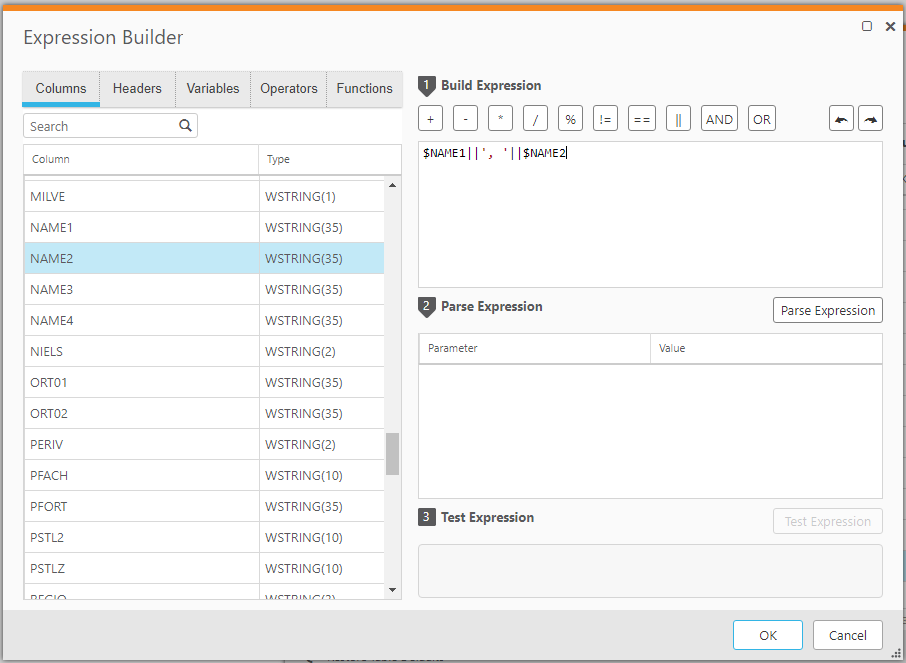 Expression Builder
Columns Headers Variables Operators Functions
Search
Column Type
MILVE WSTRING(1)
NAME1 WSTRING(35)
NAME2 WSTRING(35)
NAME3 WSTRING(35)
NAME4 WSTRING(35)
NIELS WSTRING(2)
ORT01 WSTRING(35)
ORT02 WSTRING(35)
PERIV WSTRING(2)
PFACH WSTRING(10)
PFORT WSTRING(35)
PSTL2 WSTRING(10)
PSTLZ WSTRING(10)
REGIO WSTRING(3)
1 Build Expression
+ - * / % != == || AND OR
$NAME1||', '||$NAME2
2 Parse Expression Parse Expression
Parameter Value
3 Test Expression Test Expression
OK Cancel